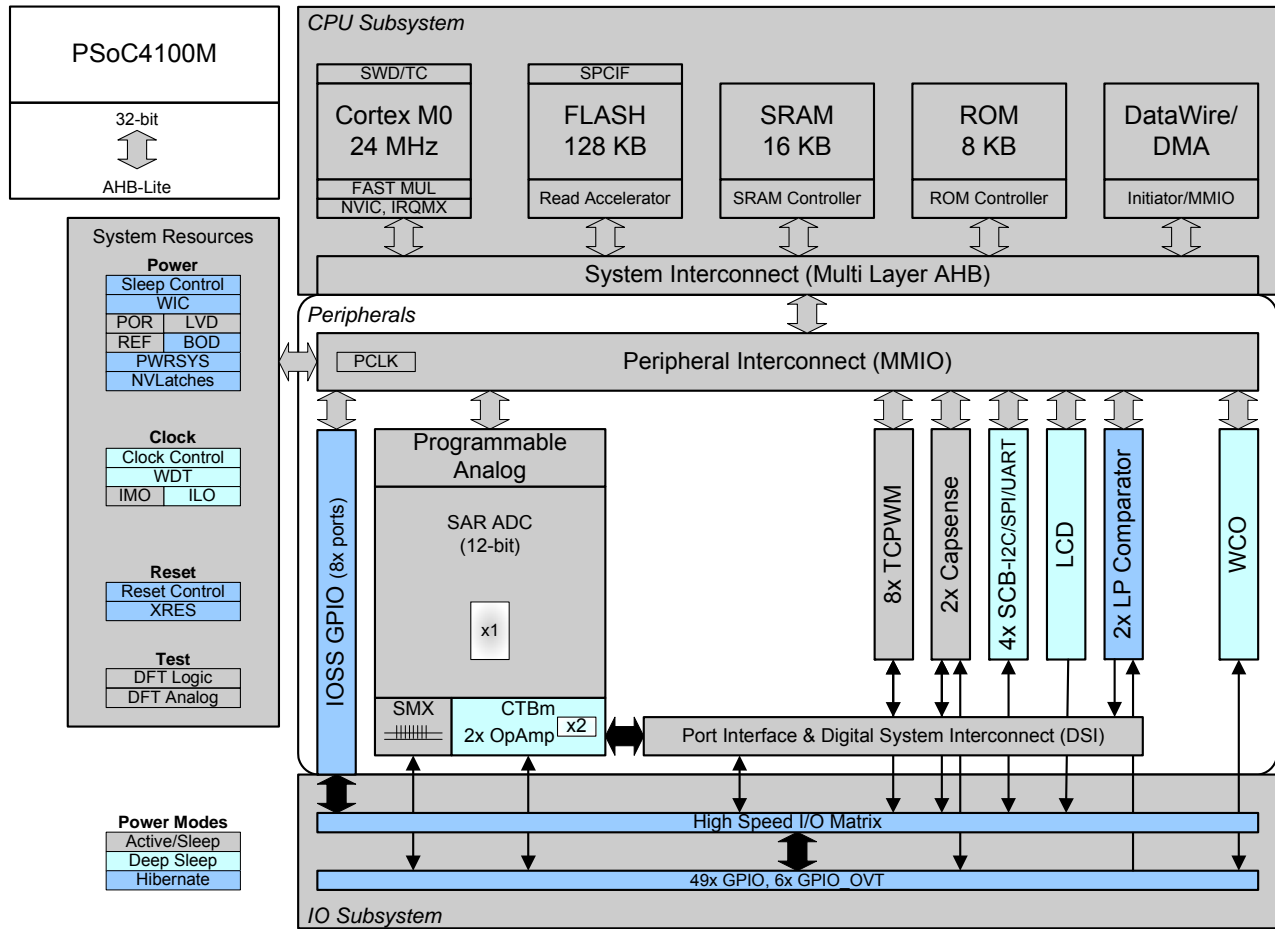 PSoC4100M
32-bit
AHB-Lite
CPU Subsystem
SWD/TC
Cortex M0
24 MHz
FAST MUL
NVIC, IRQMX
SPCIF
FLASH
128 KB
Read Accelerator
SRAM
16 KB
SRAM Controller
ROM
8 KB
ROM Controller
DataWire/
DMA
Initiator/MMIO
System Interconnect (Multi Layer AHB)
System Resources
Power
Sleep Control
WIC
POR LVD
REF BOD
PWRSYS
NVLatches
Clock
Clock Control
WDT
IMO ILO
Reset
Reset Control
XRES
Test
DFT Logic
DFT Analog
Peripherals
PCLK
Peripheral Interconnect (MMIO)
IOSS GPIO (8x ports)
Programmable
Analog
SAR ADC
(12-bit)
x1
SMX
CTBm
2x OpAmp
x2
8x TCPWM
2x Capsense
4x SCB-I2C/SPI/UART
LCD
2x LP Comparator
WCO
Port Interface & Digital System Interconnect (DSI)
Power Modes
Active/Sleep
Deep Sleep
Hibernate
High Speed I/O Matrix
49x GPIO, 6x GPIO_OVT
IO Subsystem